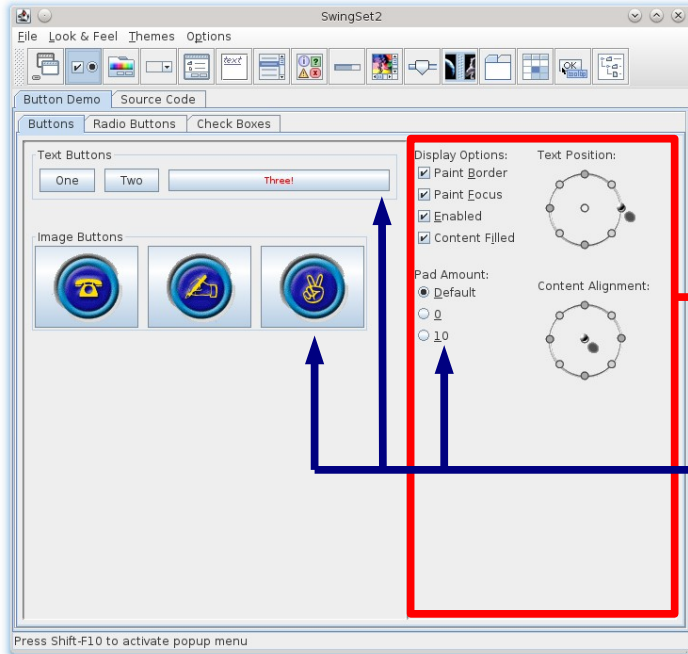 SwingSet2
File Look & Feel Themes Options
text
OK
Button Demo Source Code
Buttons Radio Buttons Check Boxes
Text Buttons
One Two Three!
Image Buttons
Display Options:
Paint Border
Paint Focus
Enabled
Content Filled
Text Position:
Pad Amount:
Default
0
10
Content Alignment:
Press Shift-F10 to activate popup menu